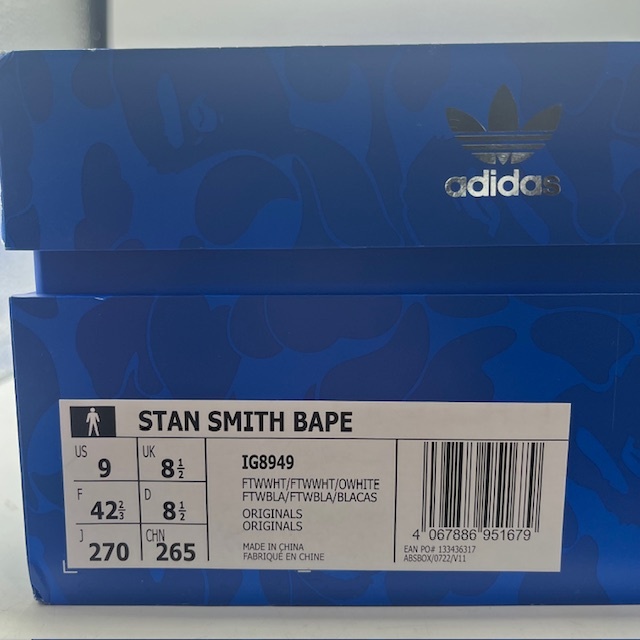 adidas
STAN SMITH BAPE
US 9
UK 8½
F 42⅔
D 8½
J 270
CHN 265
IG8949
FTWWHT/FTWWHT/OWHITE
FTWBLA/FTWBLA/BLACAS
ORIGINALS
ORIGINALS
MADE IN CHINA
FABRIQUÉ EN CHINE
4 067886 951679
EAN PO# 133436317
ABSBOX/0722/V11